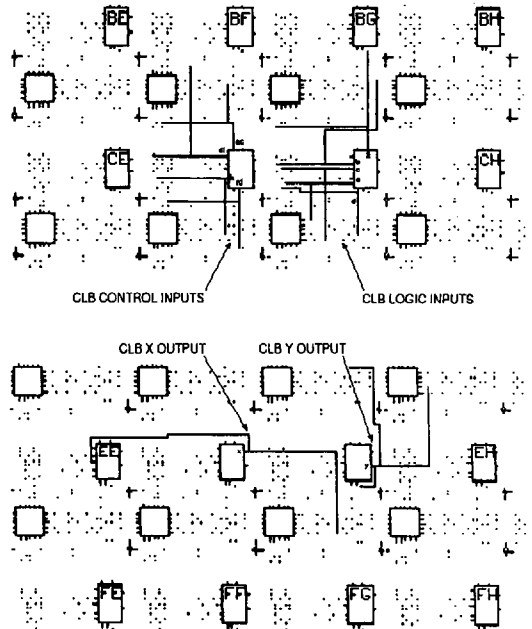 BE BF BG BH
CE CH
CLB CONTROL INPUTS CLB LOGIC INPUTS
CLB X OUTPUT CLB Y OUTPUT
EE EH
FE FF FG FH